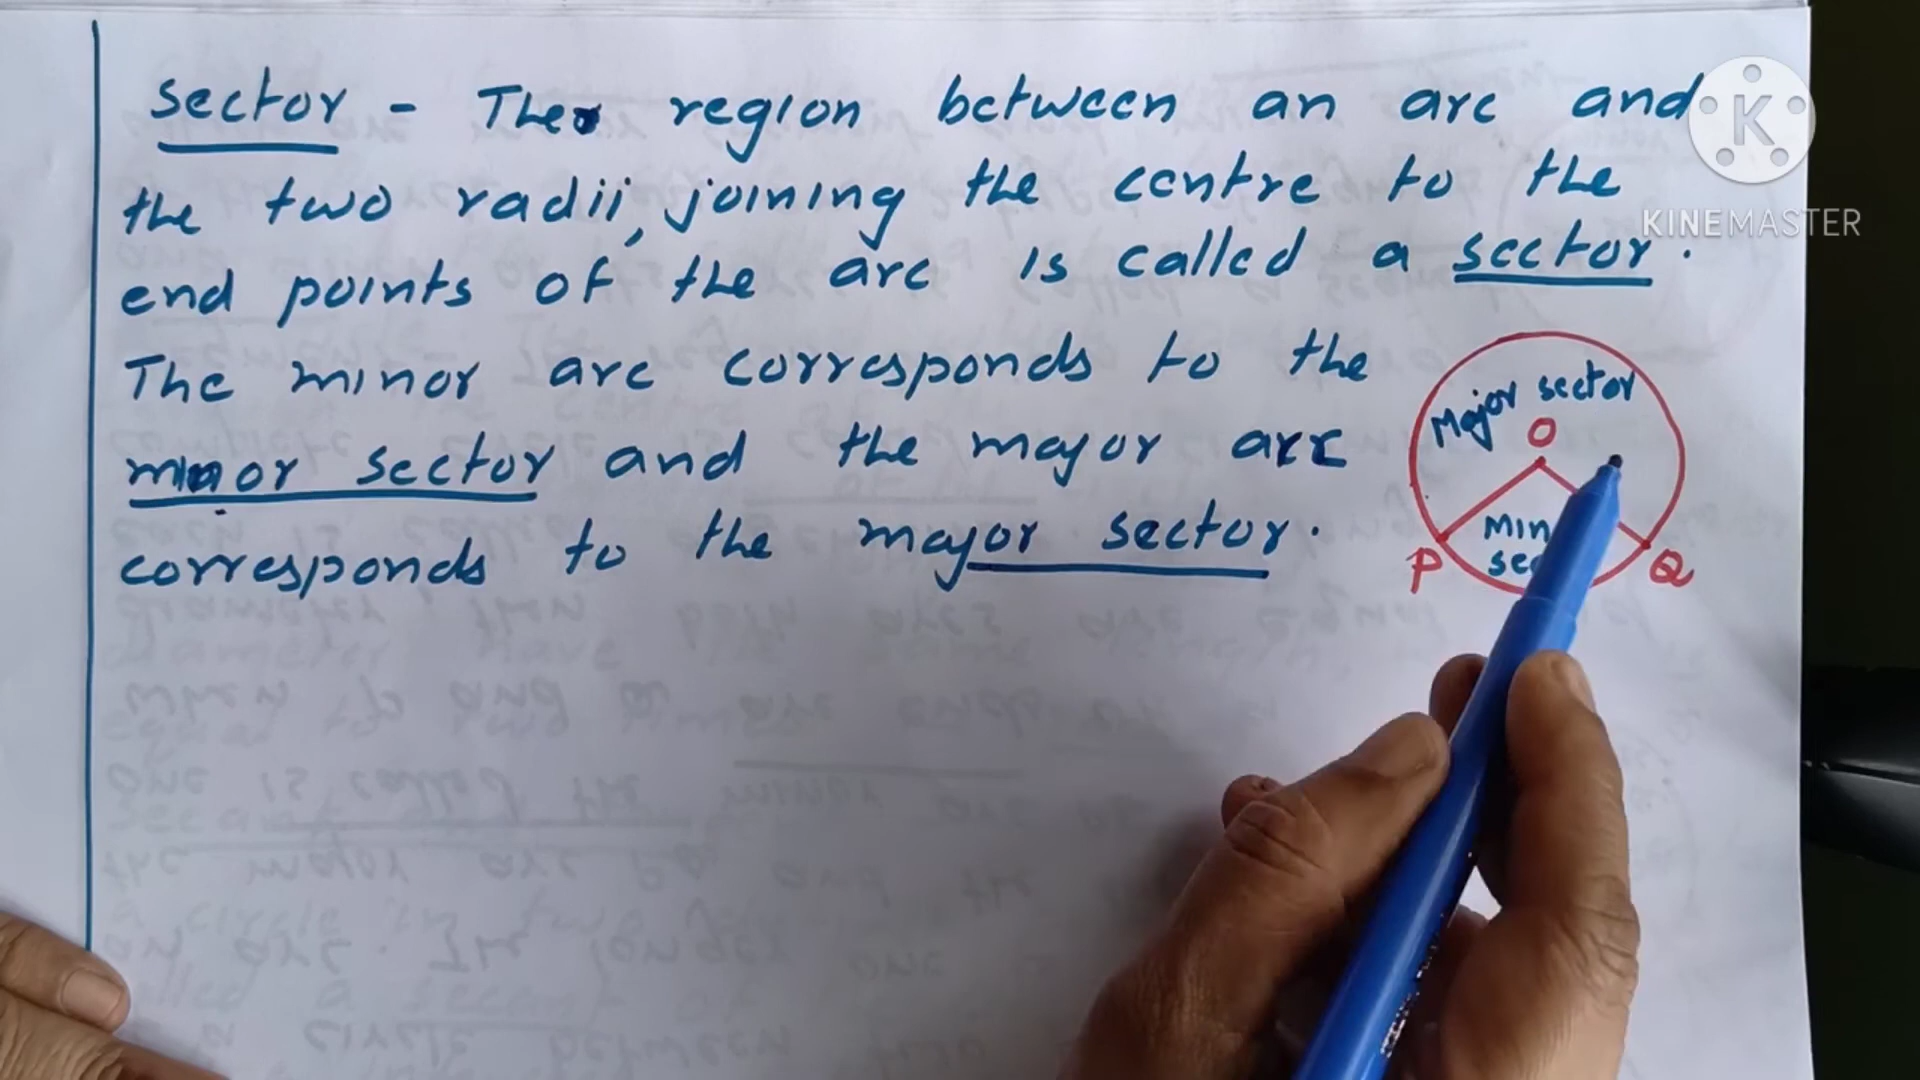 sector - The region between an arc and
the two radii, joining the centre to the
end points of the arc is called a sector.
The minor arc corresponds to the
minor sector and the major arc
corresponds to the major sector.
Major sector
O
P
Q
K
KINEMASTER